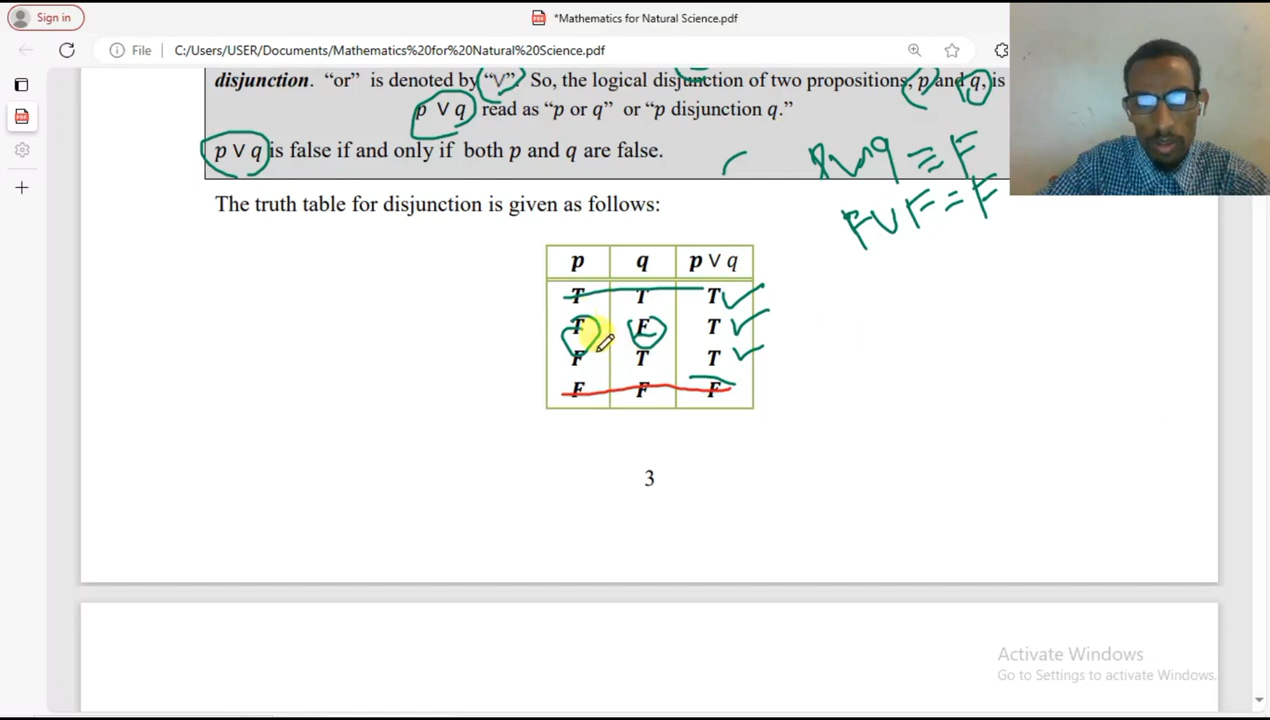 Sign in
*Mathematics for Natural Science.pdf
File C:/Users/USER/Documents/Mathematics%20for%20Natural%20Science.pdf
disjunction. “or” is denoted by “∨”. So, the logical disjunction of two propositions, p and q, is
p ∨ q read as “p or q” or “p disjunction q.”
p ∨ q is false if and only if both p and q are false.
p∨q ≡ F
F∨F = F
The truth table for disjunction is given as follows:
p q p ∨ q
T T T
T F T
F T T
F F F
3
Activate Windows
Go to Settings to activate Windows.